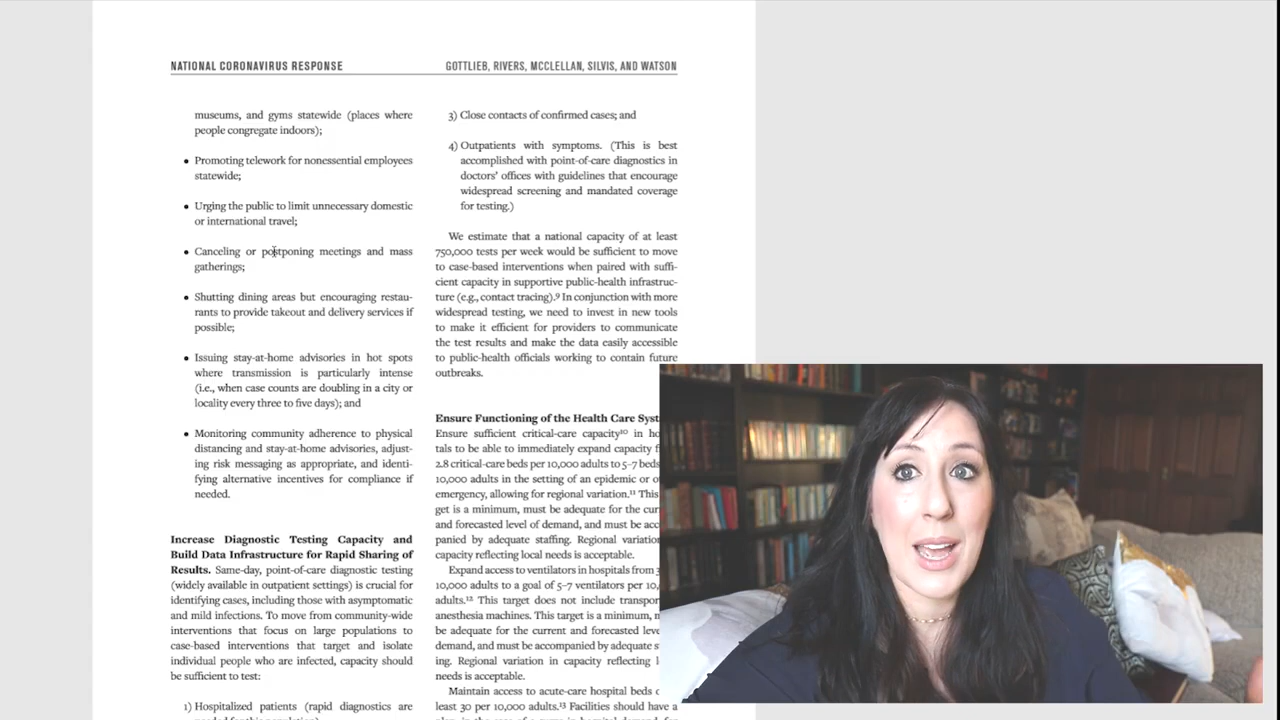 NATIONAL CORONAVIRUS RESPONSE
GOTTLIEB, RIVERS, MCCLELLAN, SILVIS, AND WATSON
museums, and gyms statewide (places where
people congregate indoors);
• Promoting telework for nonessential employees
statewide;
• Urging the public to limit unnecessary domestic
or international travel;
• Canceling or postponing meetings and mass
gatherings;
• Shutting dining areas but encouraging restau-
rants to provide takeout and delivery services if
possible;
• Issuing stay-at-home advisories in hot spots
where transmission is particularly intense
(i.e., when case counts are doubling in a city or
locality every three to five days); and
• Monitoring community adherence to physical
distancing and stay-at-home advisories, adjust-
ing risk messaging as appropriate, and identi-
fying alternative incentives for compliance if
needed.
Increase Diagnostic Testing Capacity and
Build Data Infrastructure for Rapid Sharing of
Results. Same-day, point-of-care diagnostic testing
(widely available in outpatient settings) is crucial for
identifying cases, including those with asymptomatic
and mild infections. To move from community-wide
interventions that focus on large populations to
case-based interventions that target and isolate
individual people who are infected, capacity should
be sufficient to test:
1) Hospitalized patients (rapid diagnostics are
3) Close contacts of confirmed cases; and
4) Outpatients with symptoms. (This is best
accomplished with point-of-care diagnostics in
doctors’ offices with guidelines that encourage
widespread screening and mandated coverage
for testing.)
We estimate that a national capacity of at least
750,000 tests per week would be sufficient to move
to case-based interventions when paired with suffi-
cient capacity in supportive public-health infrastruc-
ture (e.g., contact tracing).⁹ In conjunction with more
widespread testing, we need to invest in new tools
to make it efficient for providers to communicate
the test results and make the data easily accessible
to public-health officials working to contain future
outbreaks.
Ensure Functioning of the Health Care
Ensure sufficient critical-care capacity¹⁰ in
tals to be able to immediately expand capacity
2.8 critical-care beds per 10,000 adults to 5–7 beds
10,000 adults in the setting of an epidemic or
emergency, allowing for regional variation.¹¹ This
get is a minimum, must be adequate for the
and forecasted level of demand, and must be
panied by adequate staffing. Regional
capacity reflecting local needs is acceptable.
Expand access to ventilators in hospitals from
10,000 adults to a goal of 5–7 ventilators per
adults.¹² This target does not include
anesthesia machines. This target is a minimum,
be adequate for the current and forecasted
demand, and must be accompanied by adequate
ing. Regional variation in capacity reflecting
needs is acceptable.
Maintain access to acute-care hospital beds
least 30 per 10,000 adults.¹³ Facilities should have a